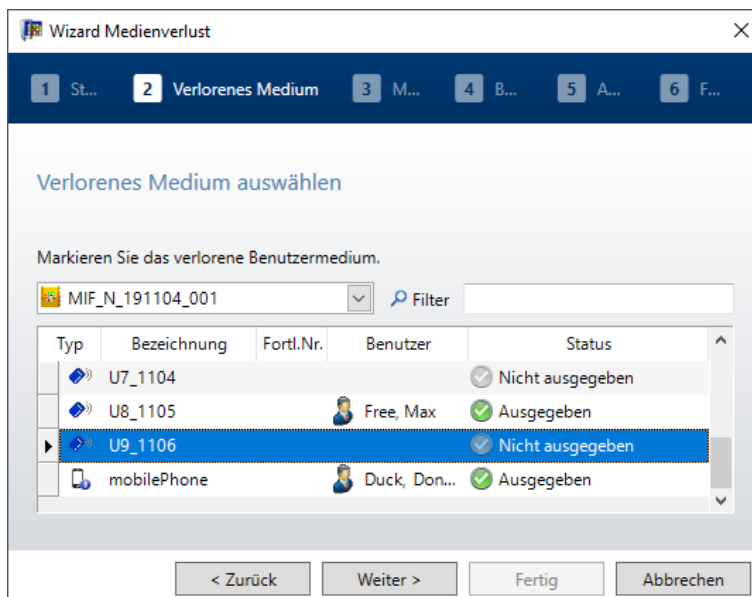 Wizard Medienverlust
1 St... 2 Verlorenes Medium 3 M... 4 B... 5 A... 6 F...
Verlorenes Medium auswählen
Markieren Sie das verlorene Benutzermedium.
MIF_N_191104_001 Filter
Typ Bezeichnung Fortl.Nr. Benutzer Status
U7_1104 Nicht ausgegeben
U8_1105 Free, Max Ausgegeben
U9_1106 Nicht ausgegeben
mobilePhone Duck, Don... Ausgegeben
< Zurück Weiter > Fertig Abbrechen